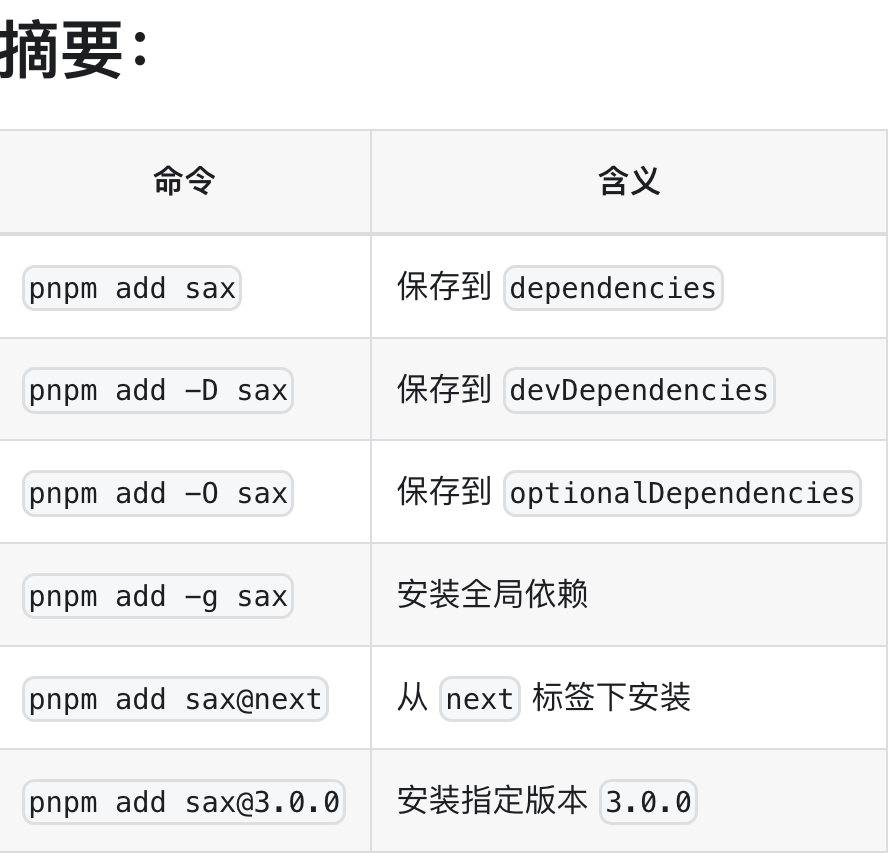 摘要：
命令 含义
pnpm add sax 保存到 dependencies
pnpm add -D sax 保存到 devDependencies
pnpm add -O sax 保存到 optionalDependencies
pnpm add -g sax 安装全局依赖
pnpm add sax@next 从 next 标签下安装
pnpm add sax@3.0.0 安装指定版本 3.0.0